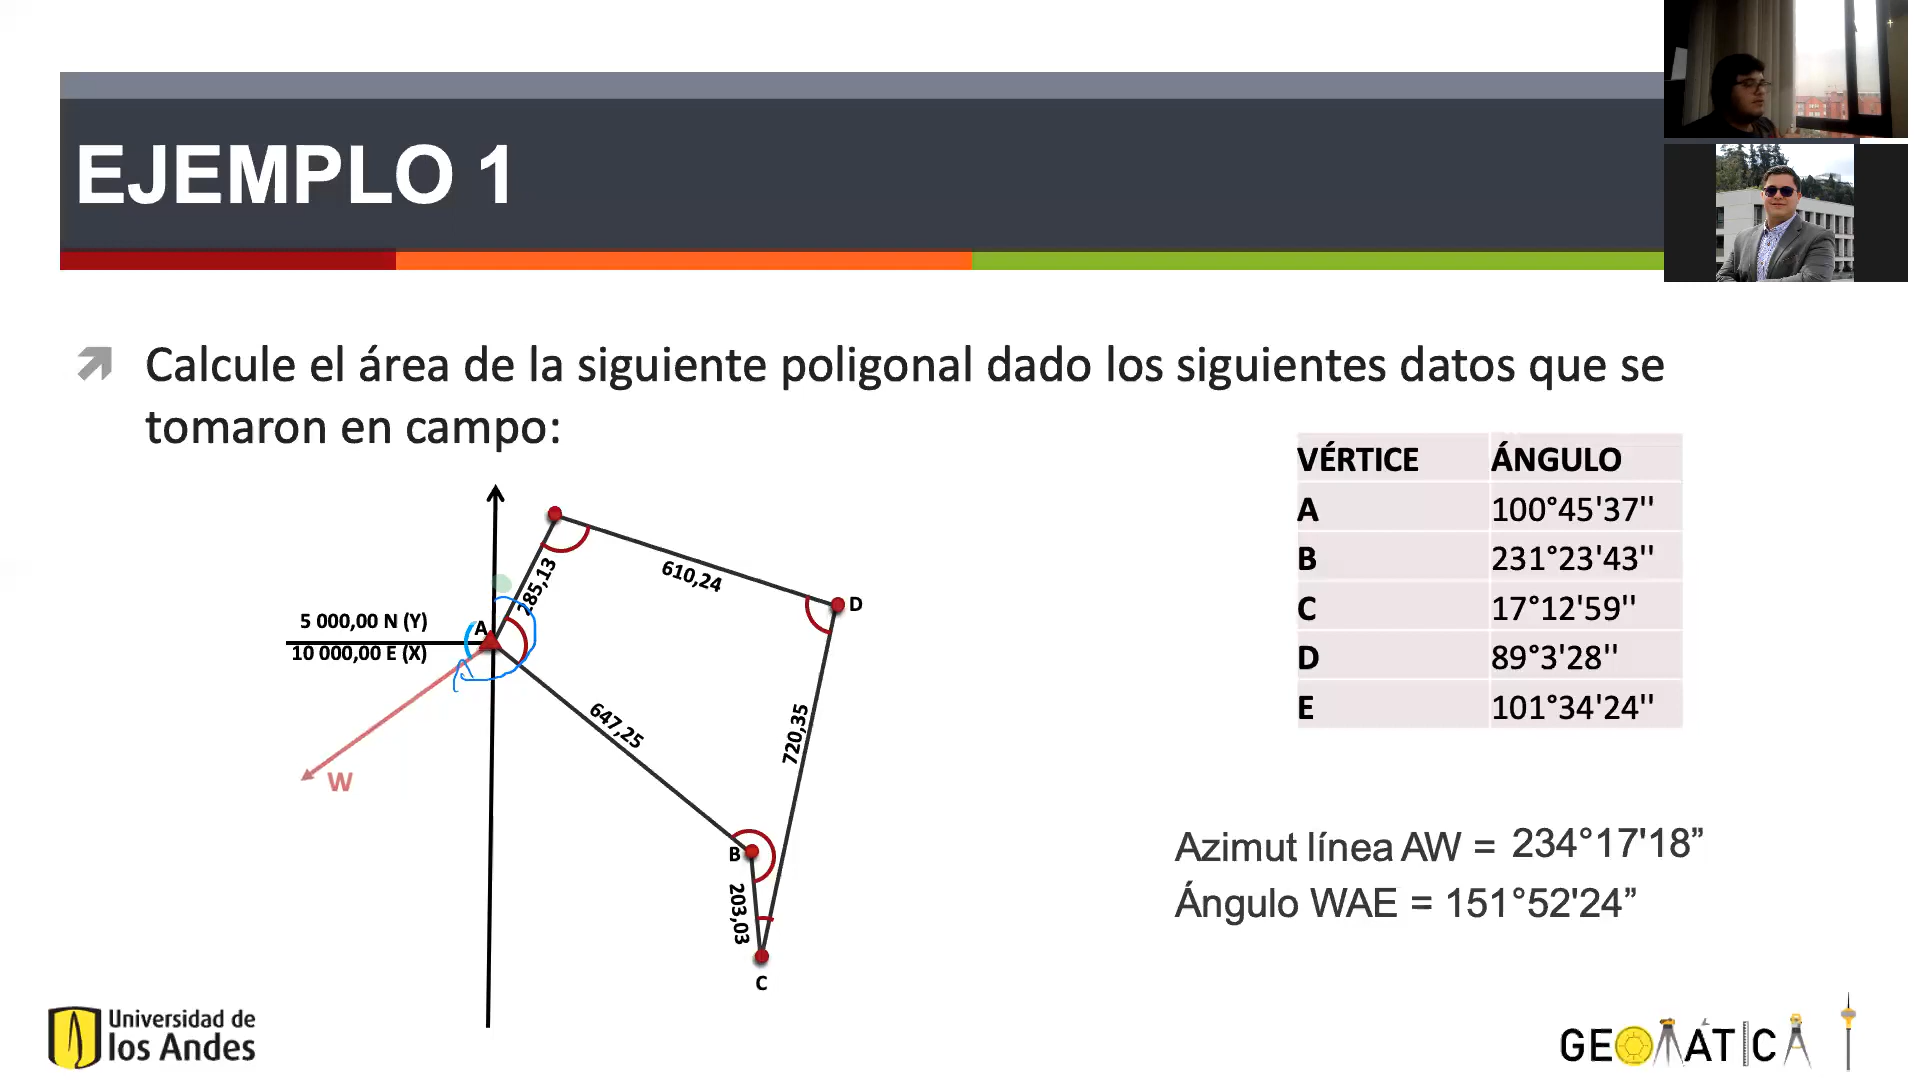 EJEMPLO 1
Calcule el área de la siguiente poligonal dado los siguientes datos que se
tomaron en campo:
VÉRTICE ÁNGULO
A 100°45'37''
B 231°23'43''
C 17°12'59''
D 89°3'28''
E 101°34'24''
610,24
285,13
D
5 000,00 N (Y)
A
10 000,00 E (X)
647,25
720,35
W
B
203,03
C
Azimut línea AW = 234°17'18”
Ángulo WAE = 151°52'24”
Universidad de
los Andes
GEOMÁTICA